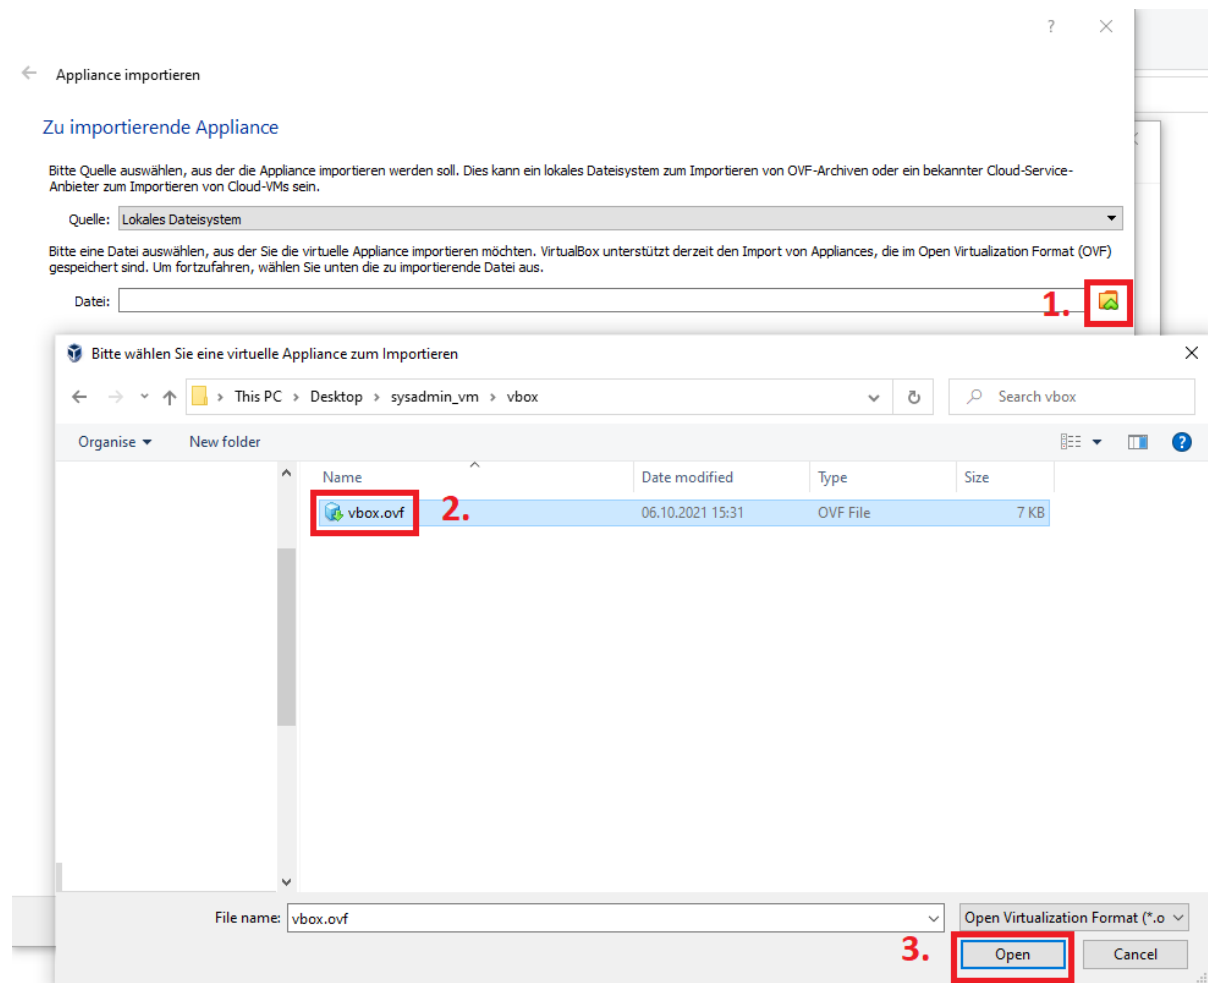 ?
Appliance importieren
Zu importierende Appliance
Bitte Quelle auswählen, aus der die Appliance importieren werden soll. Dies kann ein lokales Dateisystem zum Importieren von OVF-Archiven oder ein bekannter Cloud-Service-
Anbieter zum Importieren von Cloud-VMs sein.
Quelle: Lokales Dateisystem
Bitte eine Datei auswählen, aus der Sie die virtuelle Appliance importieren möchten. VirtualBox unterstützt derzeit den Import von Appliances, die im Open Virtualization Format (OVF)
gespeichert sind. Um fortzufahren, wählen Sie unten die zu importierende Datei aus.
Datei:
1.
Bitte wählen Sie eine virtuelle Appliance zum Importieren
This PC > Desktop > sysadmin_vm > vbox
Search vbox
Organise New folder
?
Name Date modified Type Size
vbox.ovf 2. 06.10.2021 15:31 OVF File 7 KB
File name: vbox.ovf Open Virtualization Format (*.o
3. Open Cancel